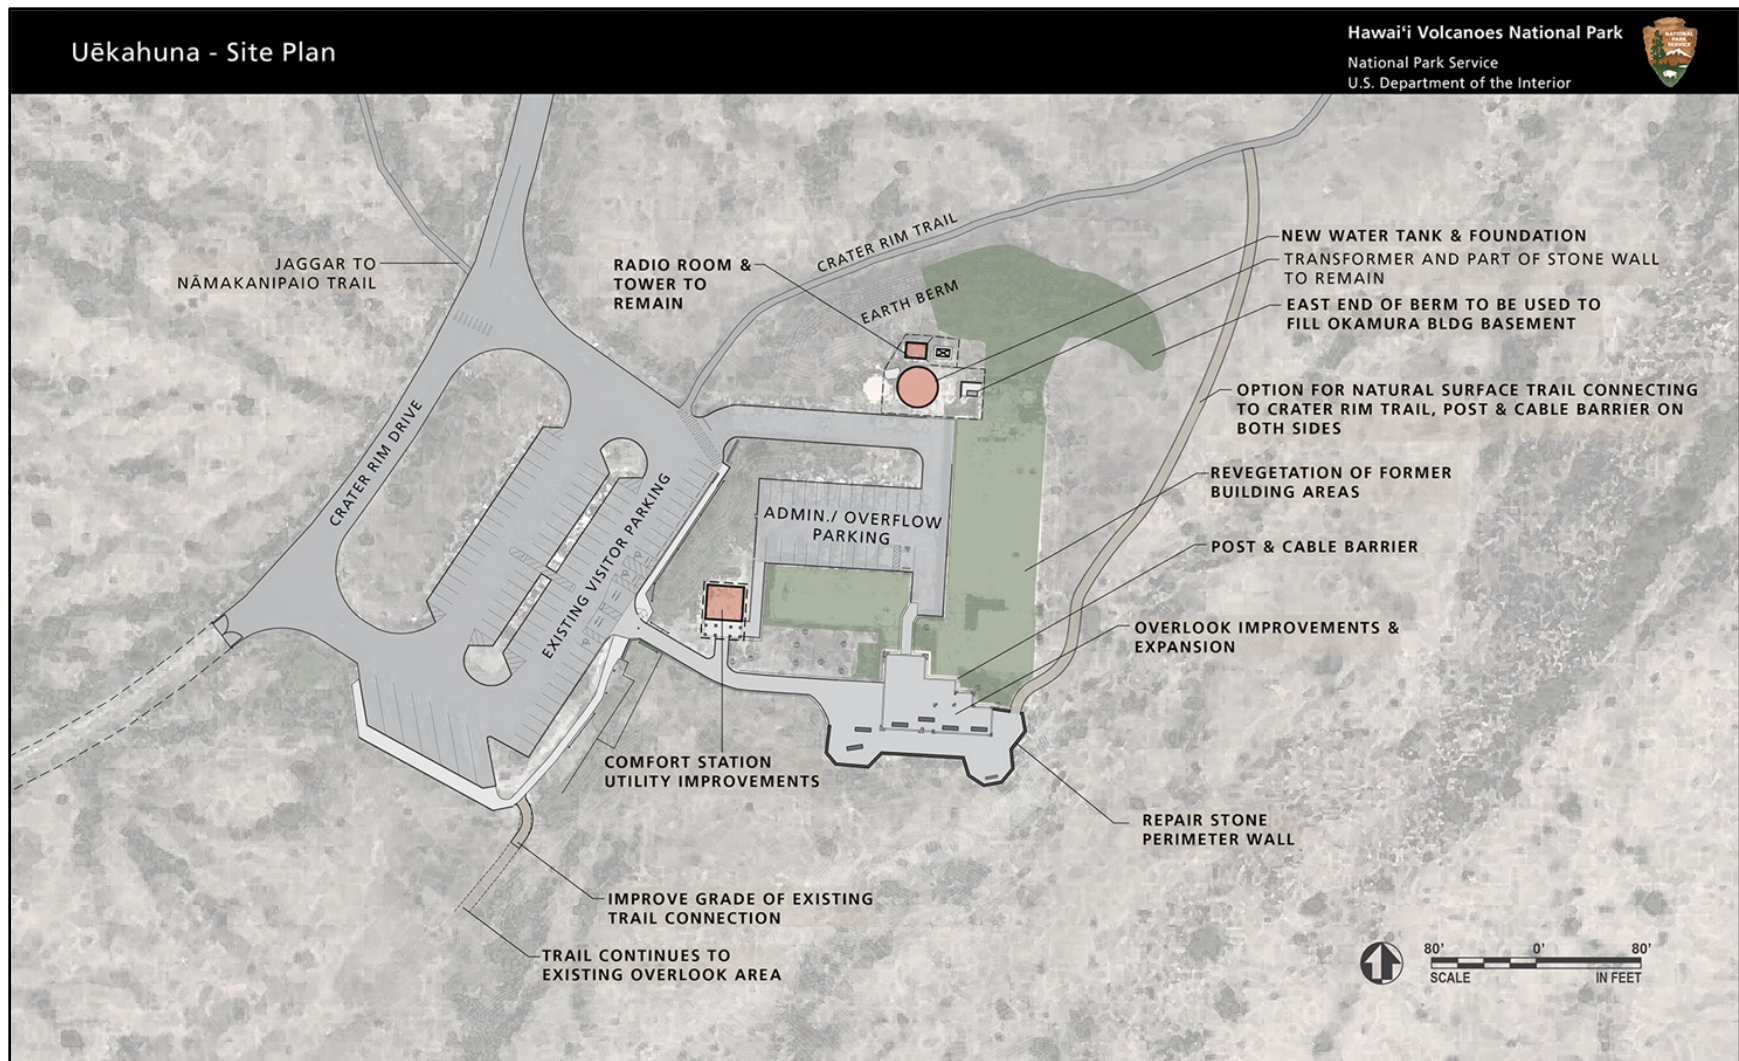 Uēkahuna - Site Plan
Hawaiʻi Volcanoes National Park
National Park Service
U.S. Department of the Interior
NATIONAL
PARK
SERVICE
JAGGAR TO
NĀMAKANIPAIO TRAIL
RADIO ROOM &
TOWER TO
REMAIN
CRATER RIM TRAIL
EARTH BERM
NEW WATER TANK & FOUNDATION
TRANSFORMER AND PART OF STONE WALL
TO REMAIN
EAST END OF BERM TO BE USED TO
FILL OKAMURA BLDG BASEMENT
OPTION FOR NATURAL SURFACE TRAIL CONNECTING
TO CRATER RIM TRAIL, POST & CABLE BARRIER ON
BOTH SIDES
CRATER RIM DRIVE
EXISTING VISITOR PARKING
ADMIN./ OVERFLOW
PARKING
REVEGETATION OF FORMER
BUILDING AREAS
POST & CABLE BARRIER
OVERLOOK IMPROVEMENTS &
EXPANSION
COMFORT STATION
UTILITY IMPROVEMENTS
REPAIR STONE
PERIMETER WALL
IMPROVE GRADE OF EXISTING
TRAIL CONNECTION
TRAIL CONTINUES TO
EXISTING OVERLOOK AREA
80' 0' 80'
SCALE IN FEET